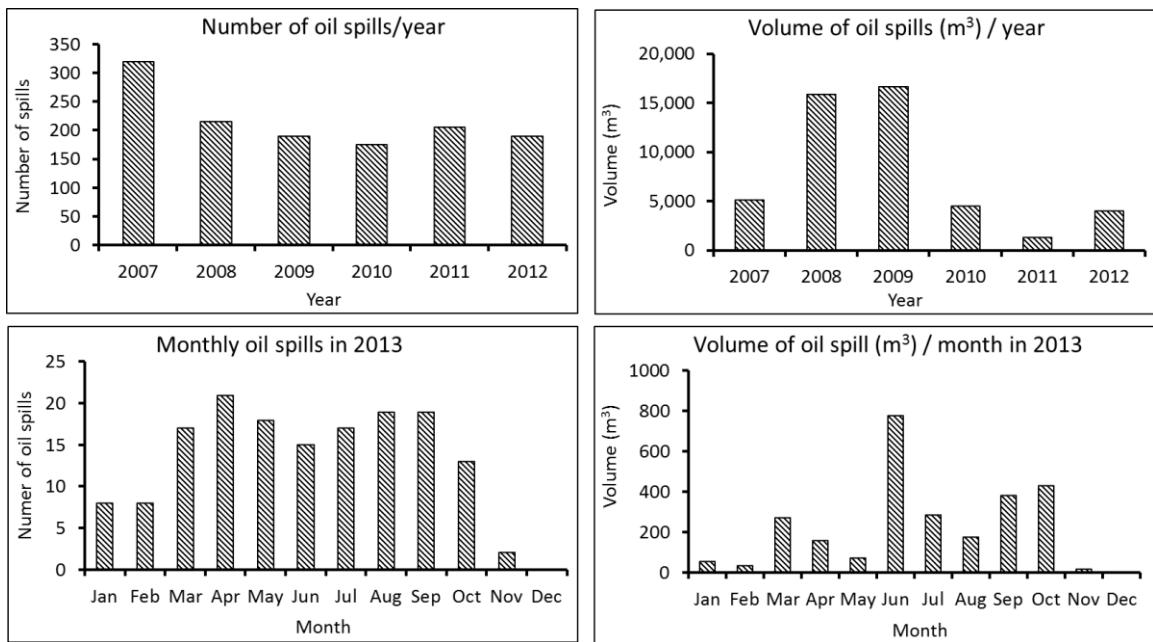 Number of oil spills/year
Number of spills
350
300
250
200
150
100
50
0
2007 2008 2009 2010 2011 2012
Year
Volume of oil spills (m³) / year
Volume (m³)
20,000
15,000
10,000
5,000
0
2007 2008 2009 2010 2011 2012
Year
Monthly oil spills in 2013
Numer of oil spills
25
20
15
10
5
0
Jan Feb Mar Apr May Jun Jul Aug Sep Oct Nov Dec
Month
Volume of oil spill (m³) / month in 2013
Volume (m³)
1000
800
600
400
200
0
Jan Feb Mar Apr May Jun Jul Aug Sep Oct Nov Dec
Month